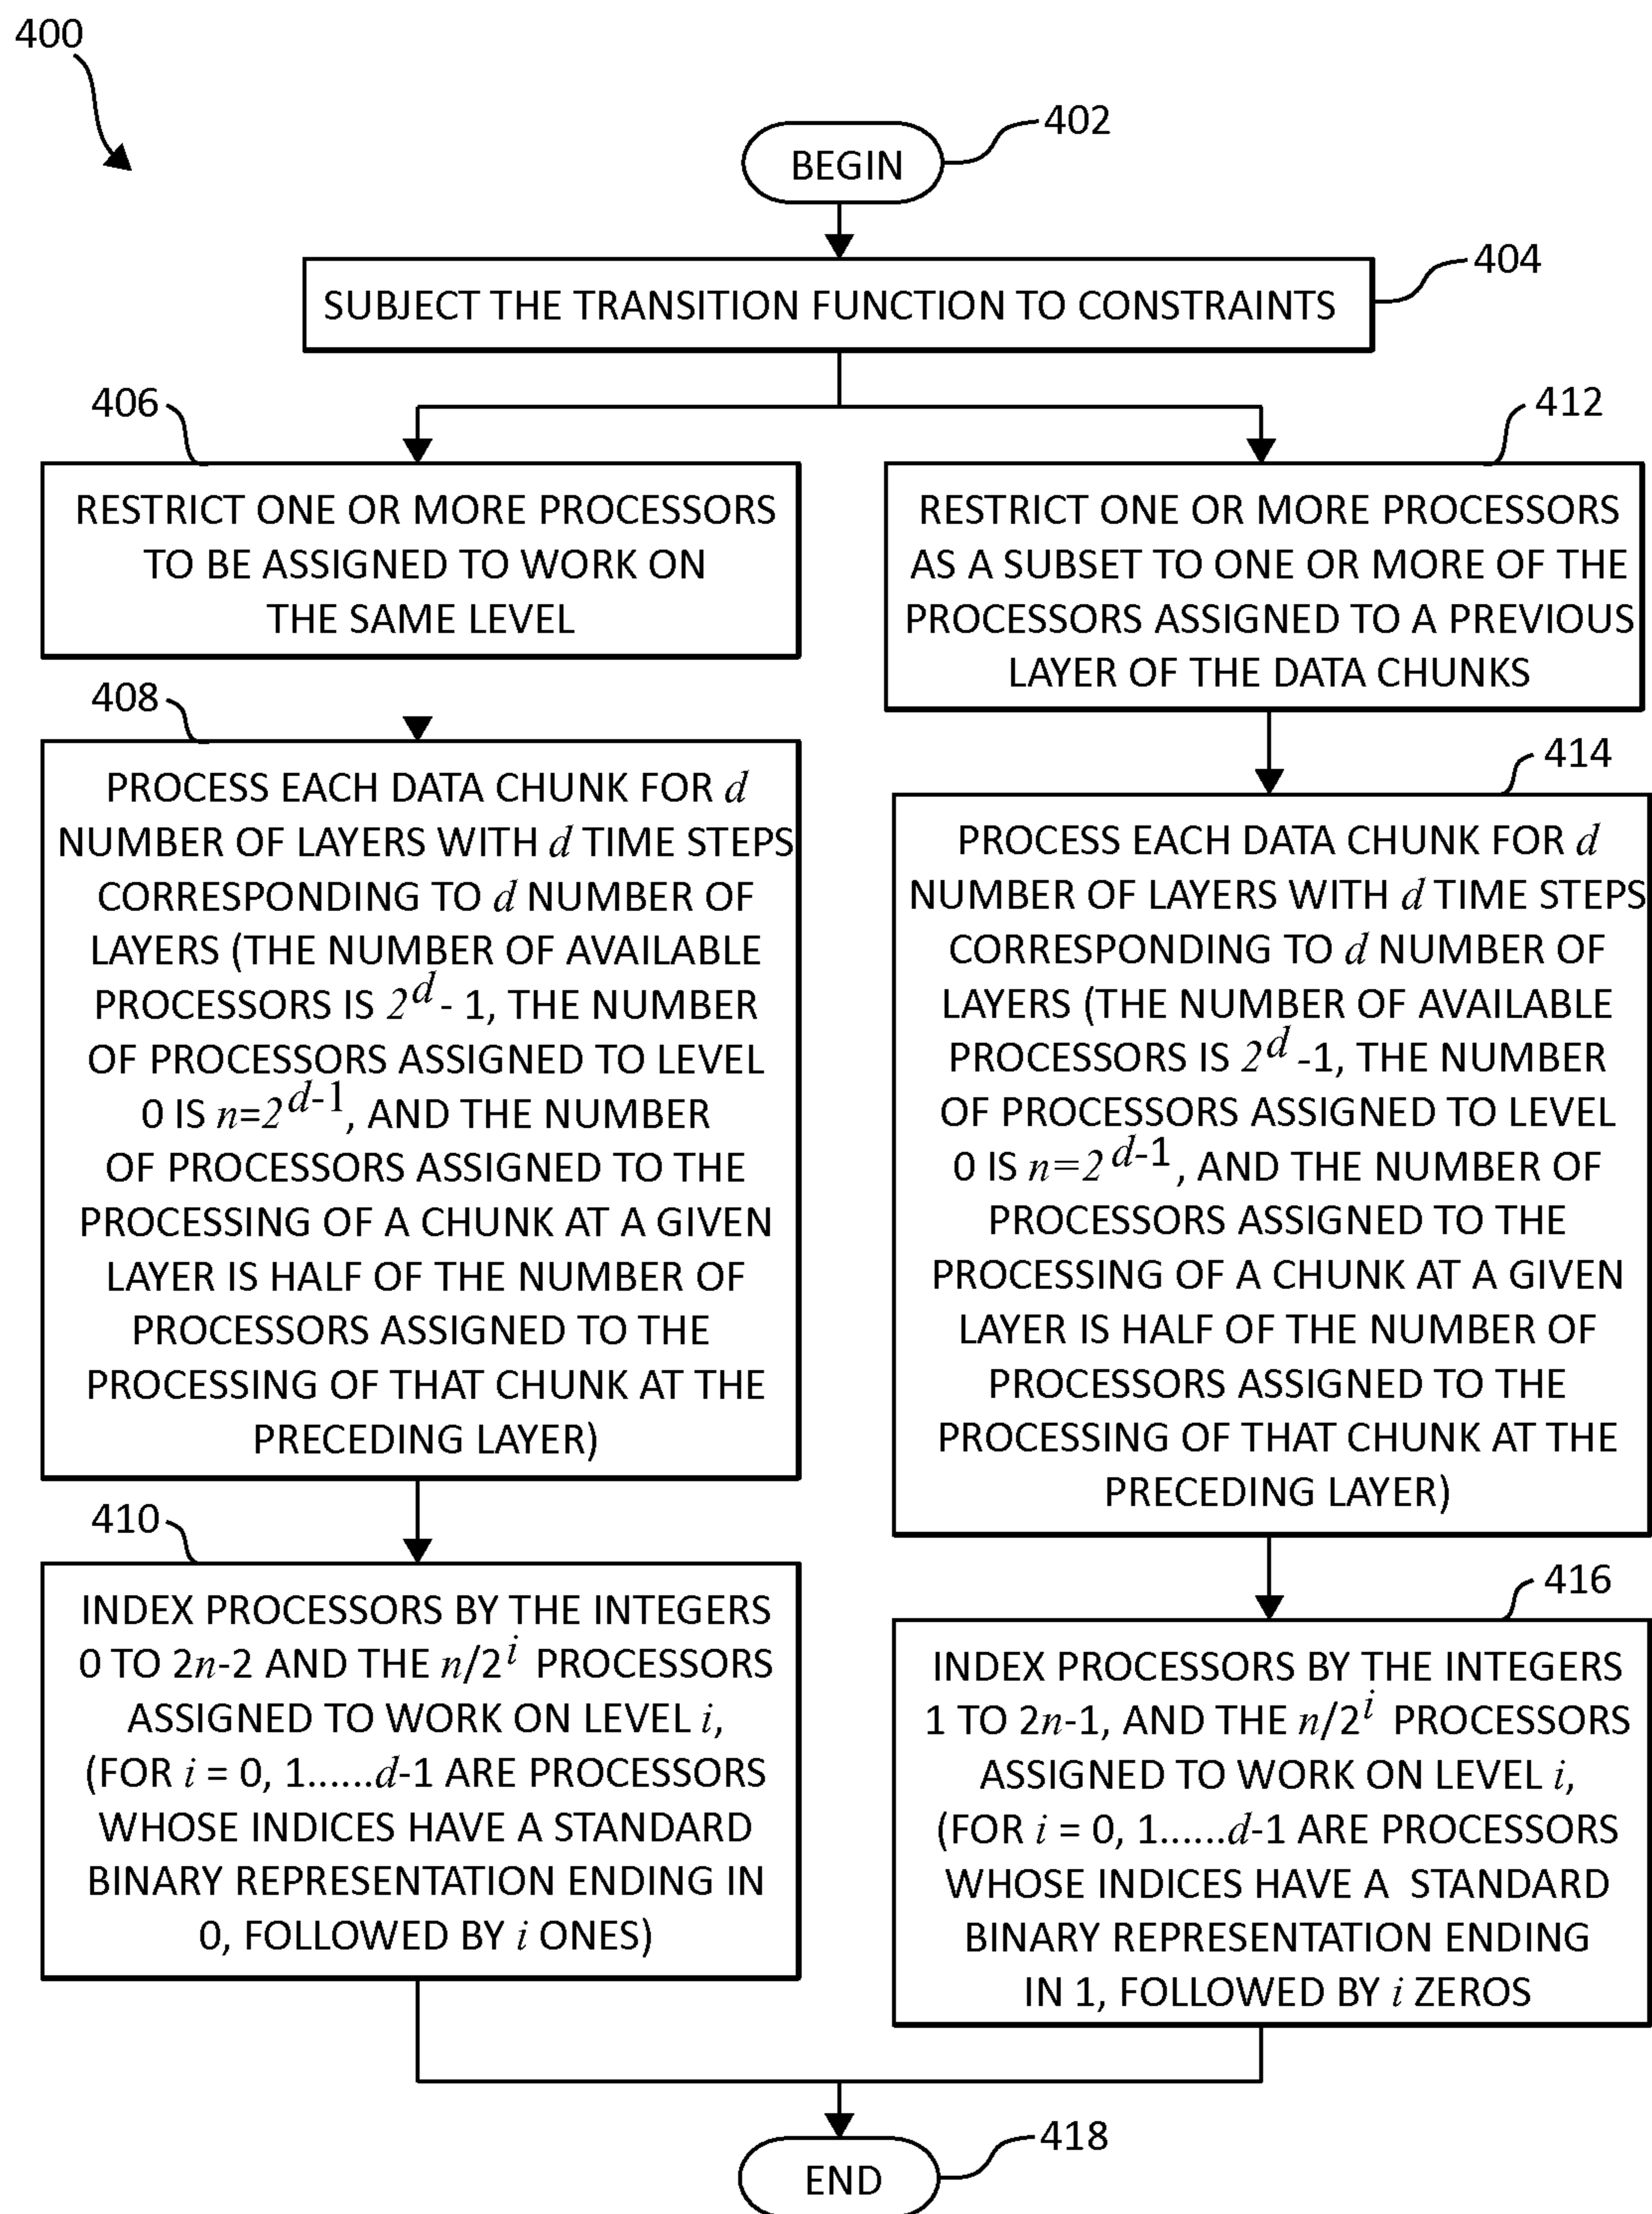 400
402
BEGIN
404
SUBJECT THE TRANSITION FUNCTION TO CONSTRAINTS
406
RESTRICT ONE OR MORE PROCESSORS
TO BE ASSIGNED TO WORK ON
THE SAME LEVEL
408
PROCESS EACH DATA CHUNK FOR d
NUMBER OF LAYERS WITH d TIME STEPS
CORRESPONDING TO d NUMBER OF
LAYERS (THE NUMBER OF AVAILABLE
PROCESSORS IS 2^d - 1, THE NUMBER
OF PROCESSORS ASSIGNED TO LEVEL
0 IS n=2^d-1, AND THE NUMBER
OF PROCESSORS ASSIGNED TO THE
PROCESSING OF A CHUNK AT A GIVEN
LAYER IS HALF OF THE NUMBER OF
PROCESSORS ASSIGNED TO THE
PROCESSING OF THAT CHUNK AT THE
PRECEDING LAYER)
410
INDEX PROCESSORS BY THE INTEGERS
0 TO 2n-2 AND THE n/2^i PROCESSORS
ASSIGNED TO WORK ON LEVEL i,
(FOR i = 0, 1......d-1 ARE PROCESSORS
WHOSE INDICES HAVE A STANDARD
BINARY REPRESENTATION ENDING IN
0, FOLLOWED BY i ONES)
412
RESTRICT ONE OR MORE PROCESSORS
AS A SUBSET TO ONE OR MORE OF THE
PROCESSORS ASSIGNED TO A PREVIOUS
LAYER OF THE DATA CHUNKS
414
PROCESS EACH DATA CHUNK FOR d
NUMBER OF LAYERS WITH d TIME STEPS
CORRESPONDING TO d NUMBER OF
LAYERS (THE NUMBER OF AVAILABLE
PROCESSORS IS 2^d -1, THE NUMBER
OF PROCESSORS ASSIGNED TO LEVEL
0 IS n=2^d-1, AND THE NUMBER OF
PROCESSORS ASSIGNED TO THE
PROCESSING OF A CHUNK AT A GIVEN
LAYER IS HALF OF THE NUMBER OF
PROCESSORS ASSIGNED TO THE
PROCESSING OF THAT CHUNK AT THE
PRECEDING LAYER)
416
INDEX PROCESSORS BY THE INTEGERS
1 TO 2n-1, AND THE n/2^i PROCESSORS
ASSIGNED TO WORK ON LEVEL i,
(FOR i = 0, 1......d-1 ARE PROCESSORS
WHOSE INDICES HAVE A STANDARD
BINARY REPRESENTATION ENDING
IN 1, FOLLOWED BY i ZEROS
418
END